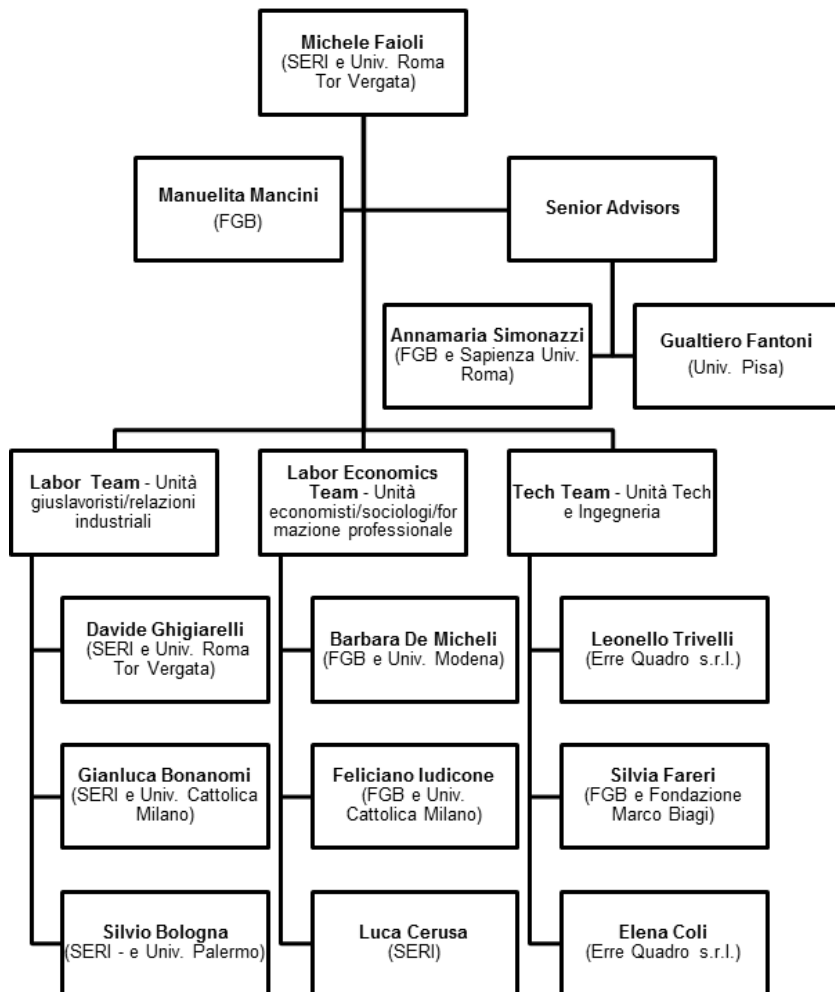 Michele Faioli
(SERI e Univ. Roma
Tor Vergata)
Manuelita Mancini
(FGB)
Senior Advisors
Annamaria Simonazzi
(FGB e Sapienza Univ.
Roma)
Gualtiero Fantoni
(Univ. Pisa)
Labor Team - Unità
giuslavoristi/relazioni
industriali
Labor Economics
Team - Unità
economisti/sociologi/for
mazione professionale
Tech Team - Unità Tech
e Ingegneria
Davide Ghigiarelli
(SERI e Univ. Roma
Tor Vergata)
Barbara De Micheli
(FGB e Univ. Modena)
Leonello Trivelli
(Erre Quadro s.r.l.)
Gianluca Bonanomi
(SERI e Univ. Cattolica
Milano)
Feliciano Iudicone
(FGB e Univ.
Cattolica Milano)
Silvia Fareri
(FGB e Fondazione
Marco Biagi)
Silvio Bologna
(SERI - e Univ. Palermo)
Luca Cerusa
(SERI)
Elena Coli
(Erre Quadro s.r.l.)